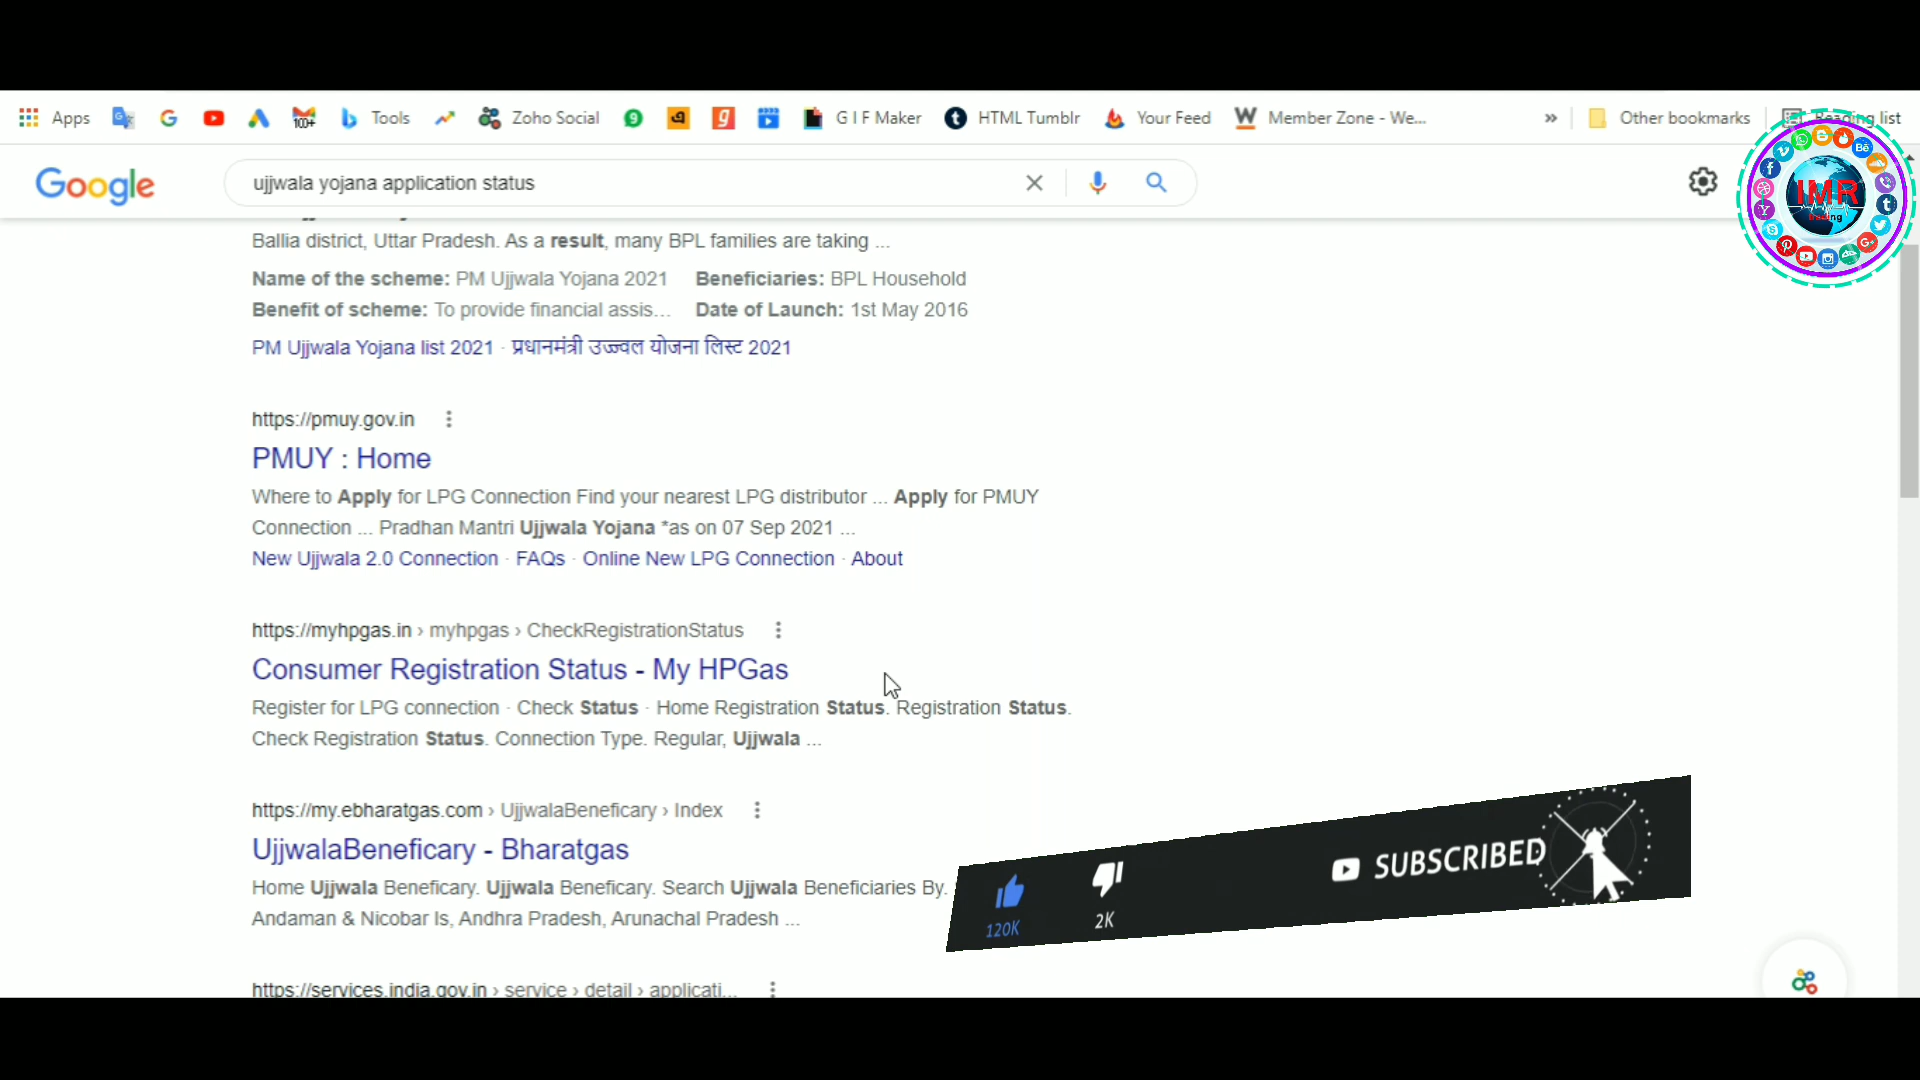 Apps
Tools
Zoho Social
G I F Maker
HTML Tumblr
Your Feed
Member Zone - We...
»
Other bookmarks
Reading list
Google
ujjwala yojana application status
IMR
Ballia district, Uttar Pradesh. As a result, many BPL families are taking ...
Name of the scheme: PM Ujjwala Yojana 2021 Beneficiaries: BPL Household
Benefit of scheme: To provide financial assis... Date of Launch: 1st May 2016
PM Ujjwala Yojana list 2021 · प्रधानमंत्री उज्ज्वल योजना लिस्ट 2021
https://pmuy.gov.in
PMUY : Home
Where to Apply for LPG Connection Find your nearest LPG distributor ... Apply for PMUY
Connection ... Pradhan Mantri Ujjwala Yojana *as on 07 Sep 2021 ...
New Ujjwala 2.0 Connection · FAQs · Online New LPG Connection · About
https://myhpgas.in › myhpgas › CheckRegistrationStatus
Consumer Registration Status - My HPGas
Register for LPG connection · Check Status · Home Registration Status. Registration Status.
Check Registration Status. Connection Type. Regular, Ujjwala ...
https://my.ebharatgas.com › UjjwalaBeneficary › Index
UjjwalaBeneficary - Bharatgas
Home Ujjwala Beneficary. Ujjwala Beneficary. Search Ujjwala Beneficiaries By.
Andaman & Nicobar Is, Andhra Pradesh, Arunachal Pradesh ...
120K
2K
SUBSCRIBED
https://services.india.gov.in › service › detail › applicati...